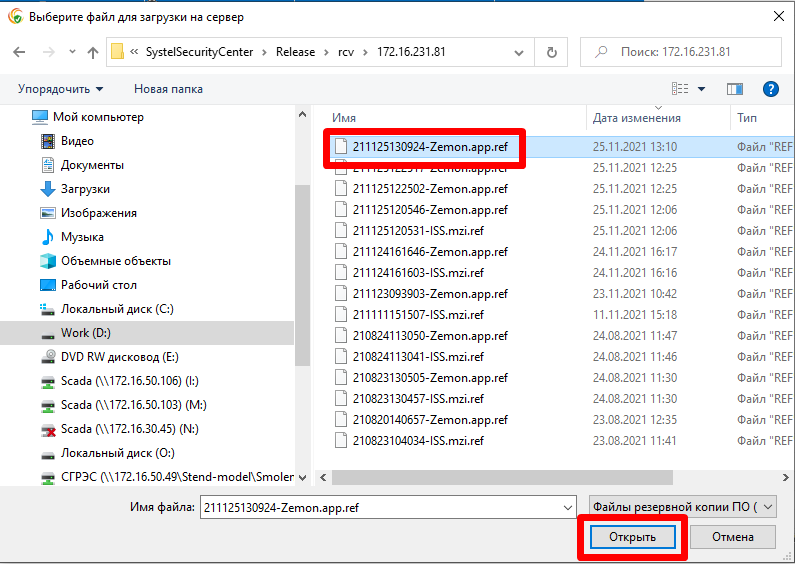 Выберите файл для загрузки на сервер
« SystelSecurityCenter › Release › rcv › 172.16.231.81
Поиск: 172.16.231.81
Упорядочить
Новая папка
Мой компьютер
Видео
Документы
Загрузки
Изображения
Музыка
Объемные объекты
Рабочий стол
Локальный диск (C:)
Work (D:)
DVD RW дисковод (E:)
Scada (\\172.16.50.106) (I:)
Scada (\\172.16.50.103) (M:)
Scada (\\172.16.30.45) (N:)
Локальный диск (O:)
СГРЭС (\\172.16.50.49\Stend-model\Smolen
Имя Дата изменения Тип
211125130924-Zemon.app.ref 25.11.2021 13:10 Файл "REF
25.11.2021 12:25 Файл "REF
211125122502-Zemon.app.ref 25.11.2021 12:25 Файл "REF
211125120546-Zemon.app.ref 25.11.2021 12:06 Файл "REF
211125120531-ISS.mzi.ref 25.11.2021 12:06 Файл "REF
211124161646-Zemon.app.ref 24.11.2021 16:17 Файл "REF
211124161603-ISS.mzi.ref 24.11.2021 16:16 Файл "REF
211123093903-Zemon.app.ref 23.11.2021 10:42 Файл "REF
211111151507-ISS.mzi.ref 11.11.2021 15:18 Файл "REF
210824113050-Zemon.app.ref 24.08.2021 11:47 Файл "REF
210824113041-ISS.mzi.ref 24.08.2021 11:46 Файл "REF
210823130505-Zemon.app.ref 24.08.2021 11:30 Файл "REF
210823130457-ISS.mzi.ref 24.08.2021 11:30 Файл "REF
210820140657-Zemon.app.ref 23.08.2021 12:35 Файл "REF
210823104034-ISS.mzi.ref 23.08.2021 11:41 Файл "REF
Имя файла: 211125130924-Zemon.app.ref
Файлы резервной копии ПО (
Открыть
Отмена